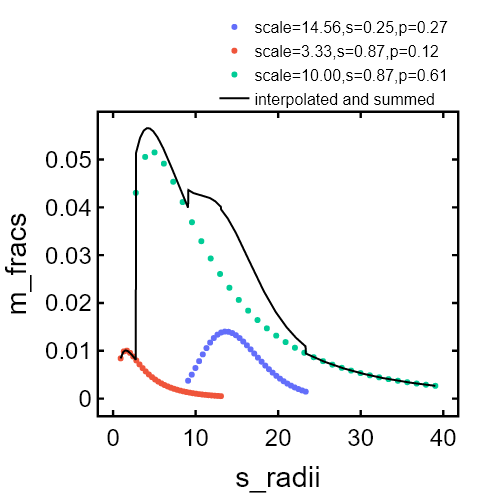 scale=14.56,s=0.25,p=0.27
scale=3.33,s=0.87,p=0.12
scale=10.00,s=0.87,p=0.61
interpolated and summed
0.05
0.04
0.03
0.02
0.01
0
m_fracs
0 10 20 30 40
s_radii